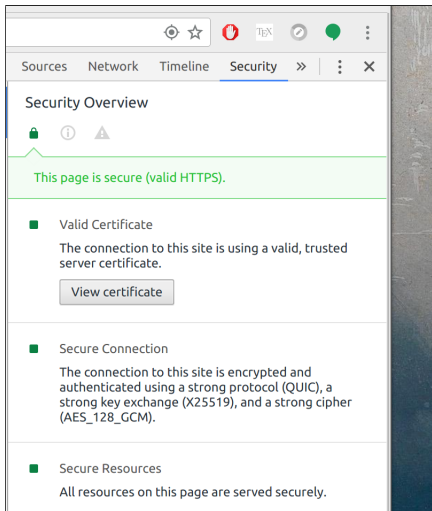 TEX
Sources Network Timeline Security »
Security Overview
This page is secure (valid HTTPS).
Valid Certificate
The connection to this site is using a valid, trusted
server certificate.
View certificate
Secure Connection
The connection to this site is encrypted and
authenticated using a strong protocol (QUIC), a
strong key exchange (X25519), and a strong cipher
(AES_128_GCM).
Secure Resources
All resources on this page are served securely.